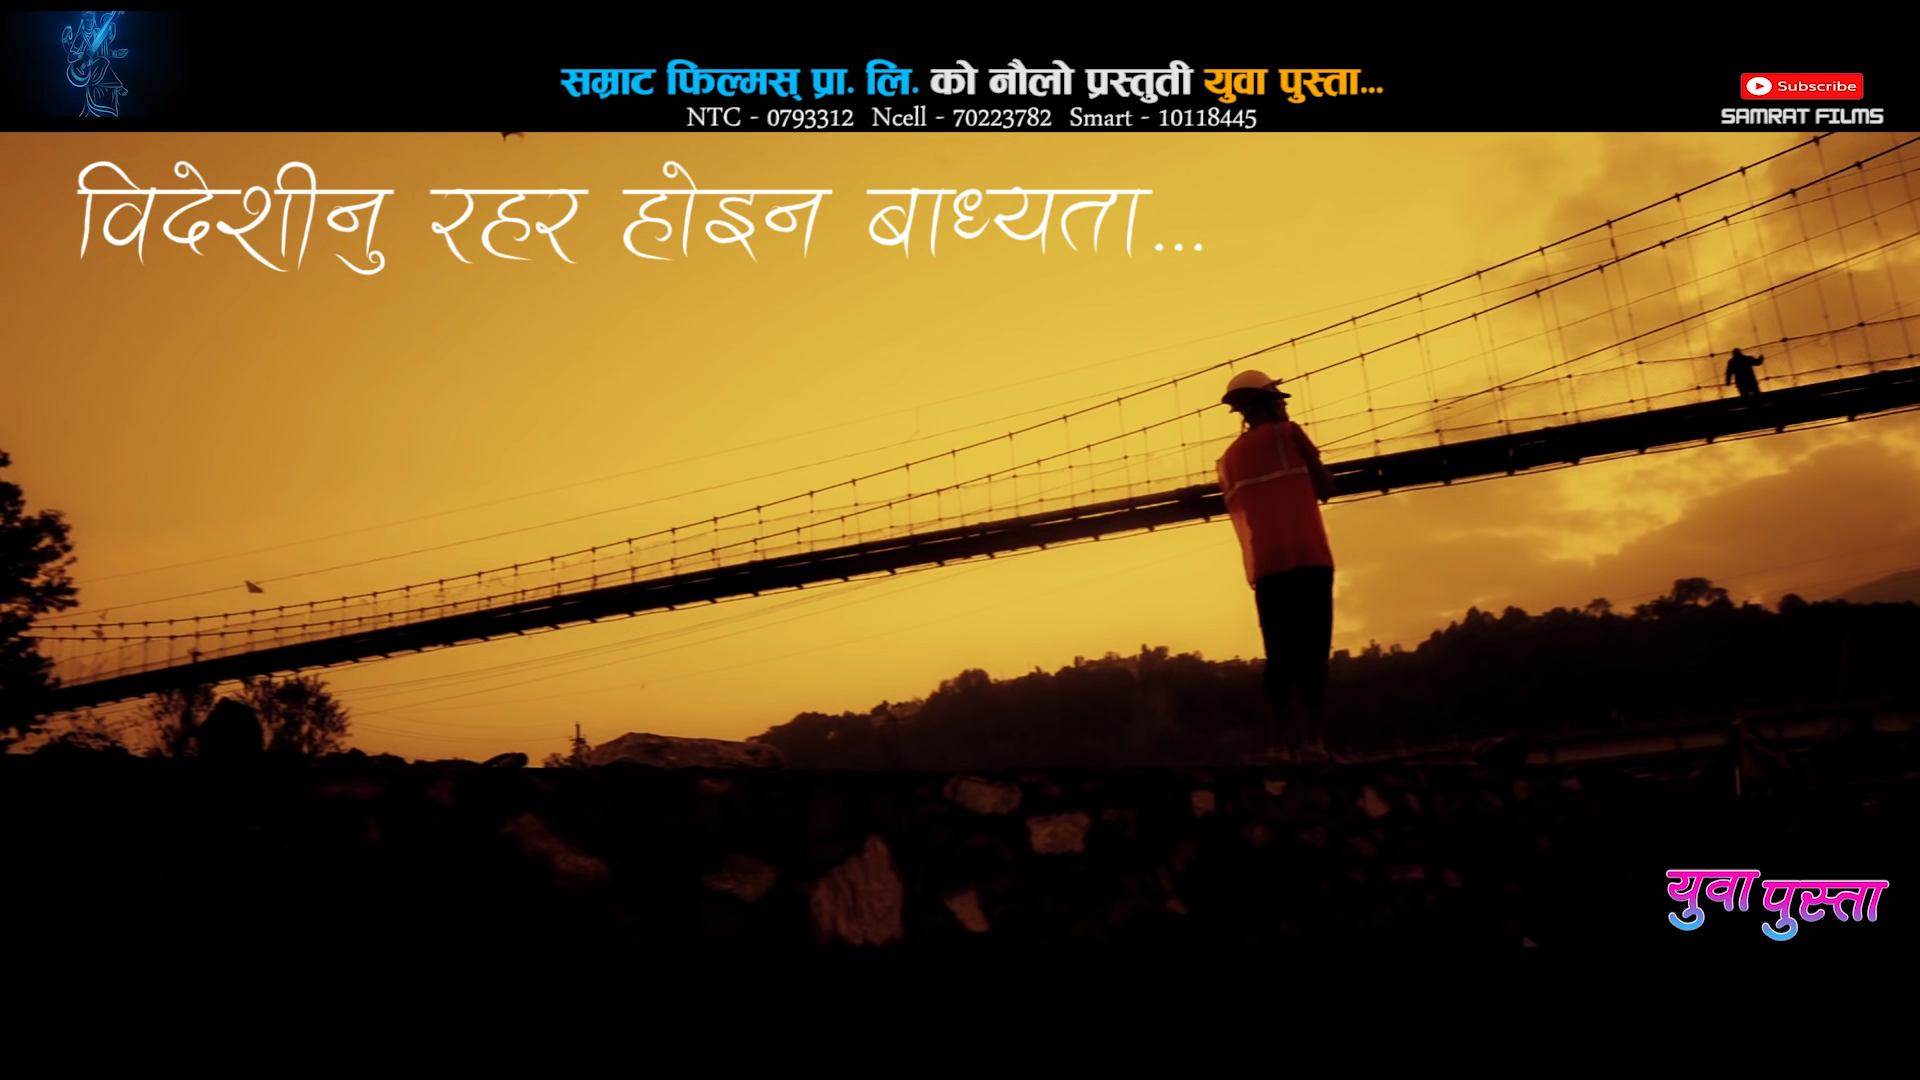 सम्राट फिल्मस् प्रा. लि. को नौलो प्रस्तुती युवा पुस्ता...
NTC - 0793312 Ncell - 70223782 Smart - 10118445
Subscribe
SAMRAT FILMS
विदेशीनु रहर होइन बाध्यता...
युवा पुस्ता